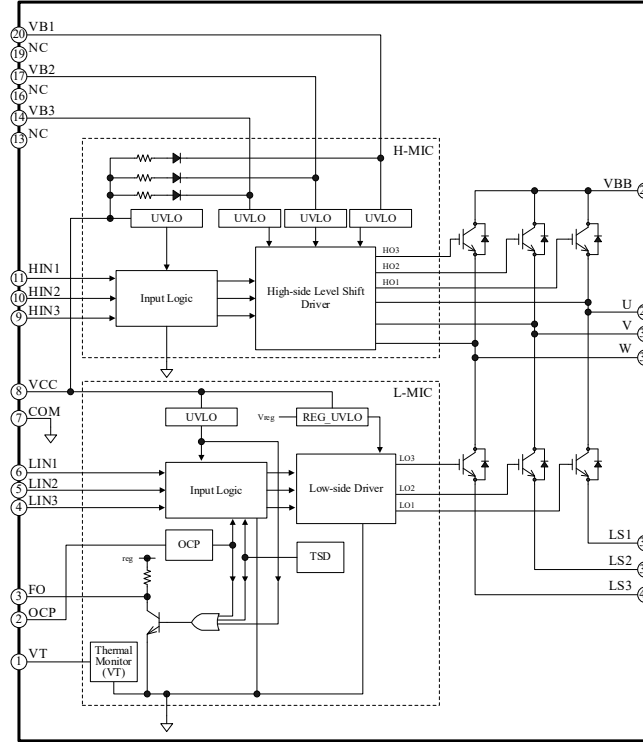 20 VB1
19 NC
17 VB2
16 NC
14 VB3
13 NC
H-MIC
VBB
UVLO UVLO UVLO UVLO
HO3
HO2
HO1
11 HIN1
10 HIN2
9 HIN3
Input Logic
High-side Level Shift
Driver
U
V
W
8 VCC
7 COM
L-MIC
UVLO
Vreg
REG_UVLO
6 LIN1
5 LIN2
4 LIN3
Input Logic
Low-side Driver
LO3
LO2
LO1
OCP
TSD
reg
LS1
LS2
LS3
3 FO
2 OCP
1 VT
Thermal
Monitor
(VT)